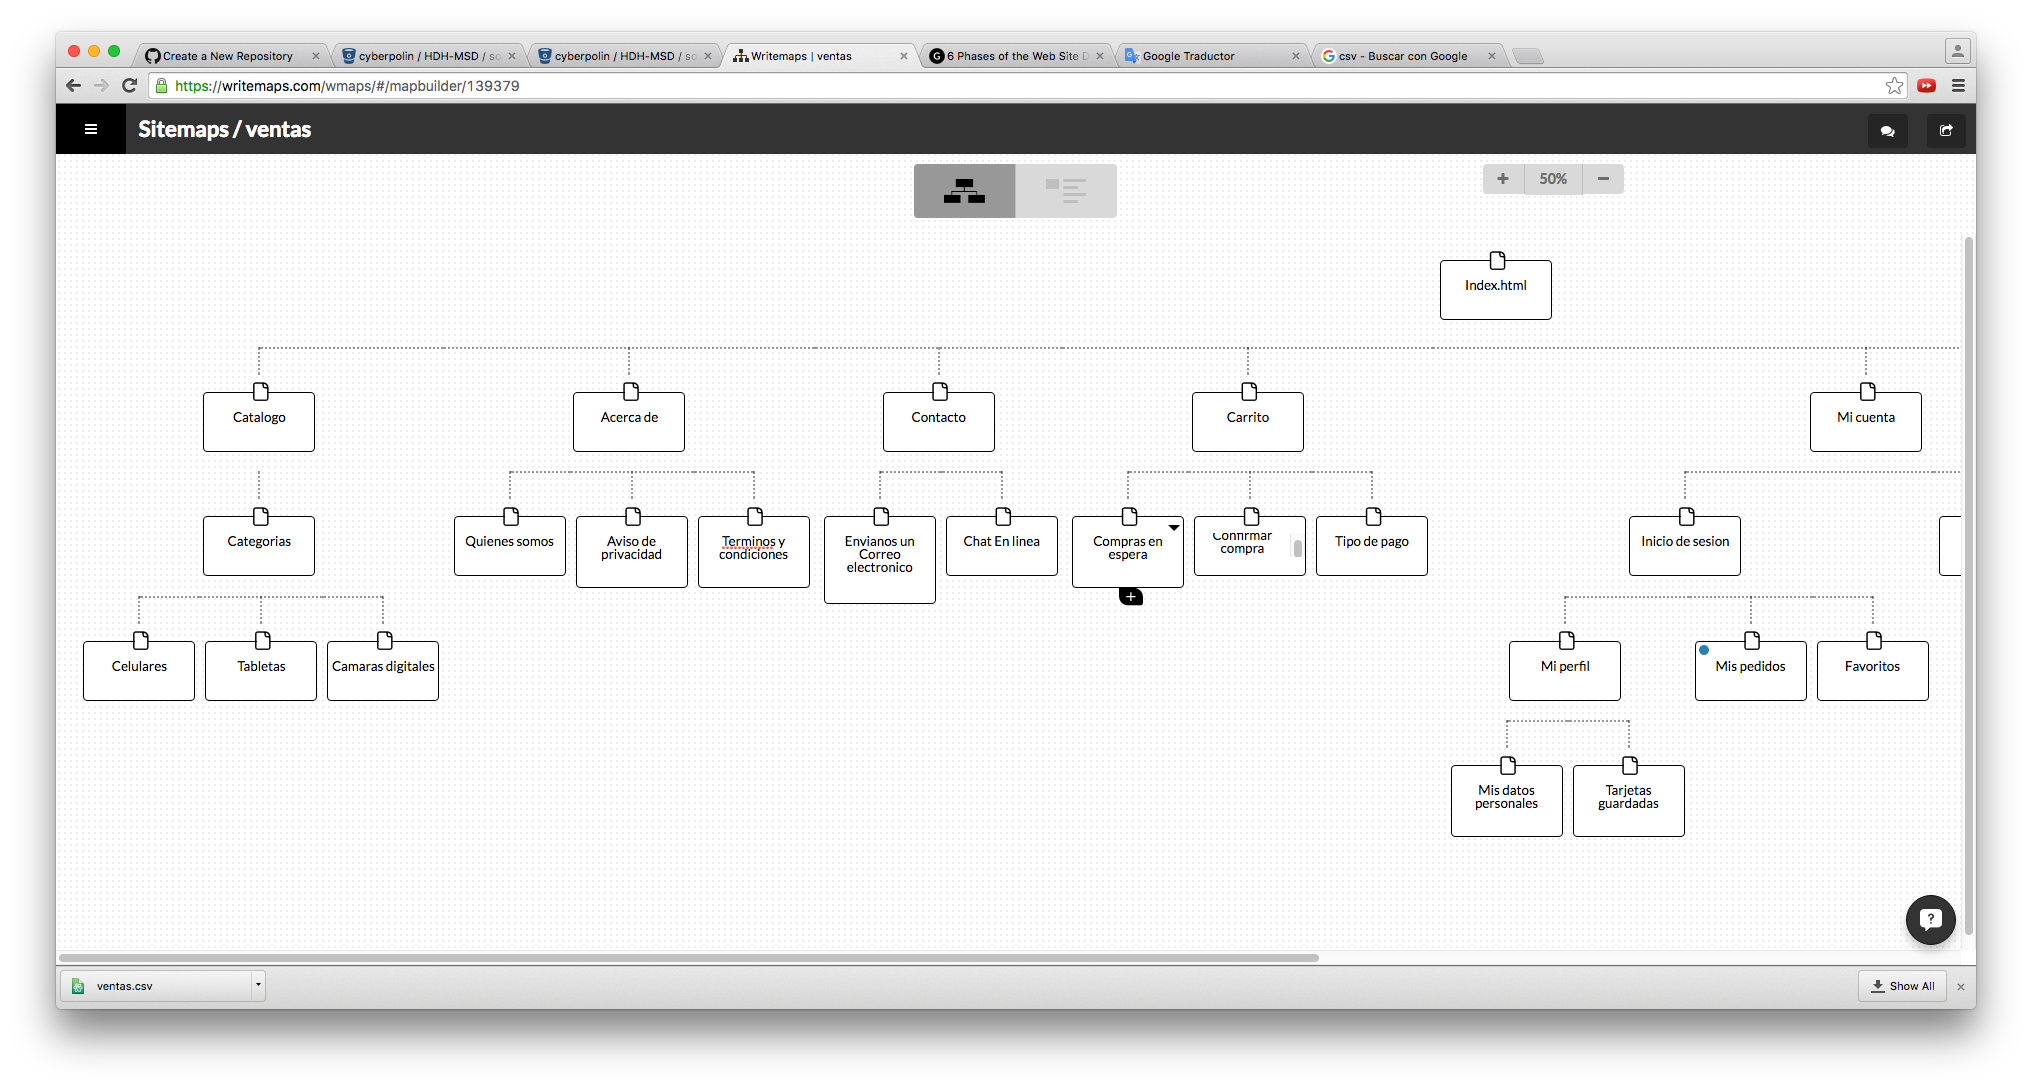 Create a New Repository
cyberpolin / HDH-MSD / so
cyberpolin / HDH-MSD / so
Writemaps | ventas
6 Phases of the Web Site D
Google Traductor
csv - Buscar con Google
https://writemaps.com/wmaps/#/mapbuilder/139379
Sitemaps / ventas
+ 50% −
Index.html
Catalogo
Acerca de
Contacto
Carrito
Mi cuenta
Categorias
Quienes somos
Aviso de
privacidad
Terminos y
condiciones
Envianos un
Correo
electronico
Chat En linea
Compras en
espera
Confirmar
compra
Tipo de pago
Inicio de sesion
Celulares
Tabletas
Camaras digitales
Mi perfil
Mis pedidos
Favoritos
Mis datos
personales
Tarjetas
guardadas
ventas.csv
Show All